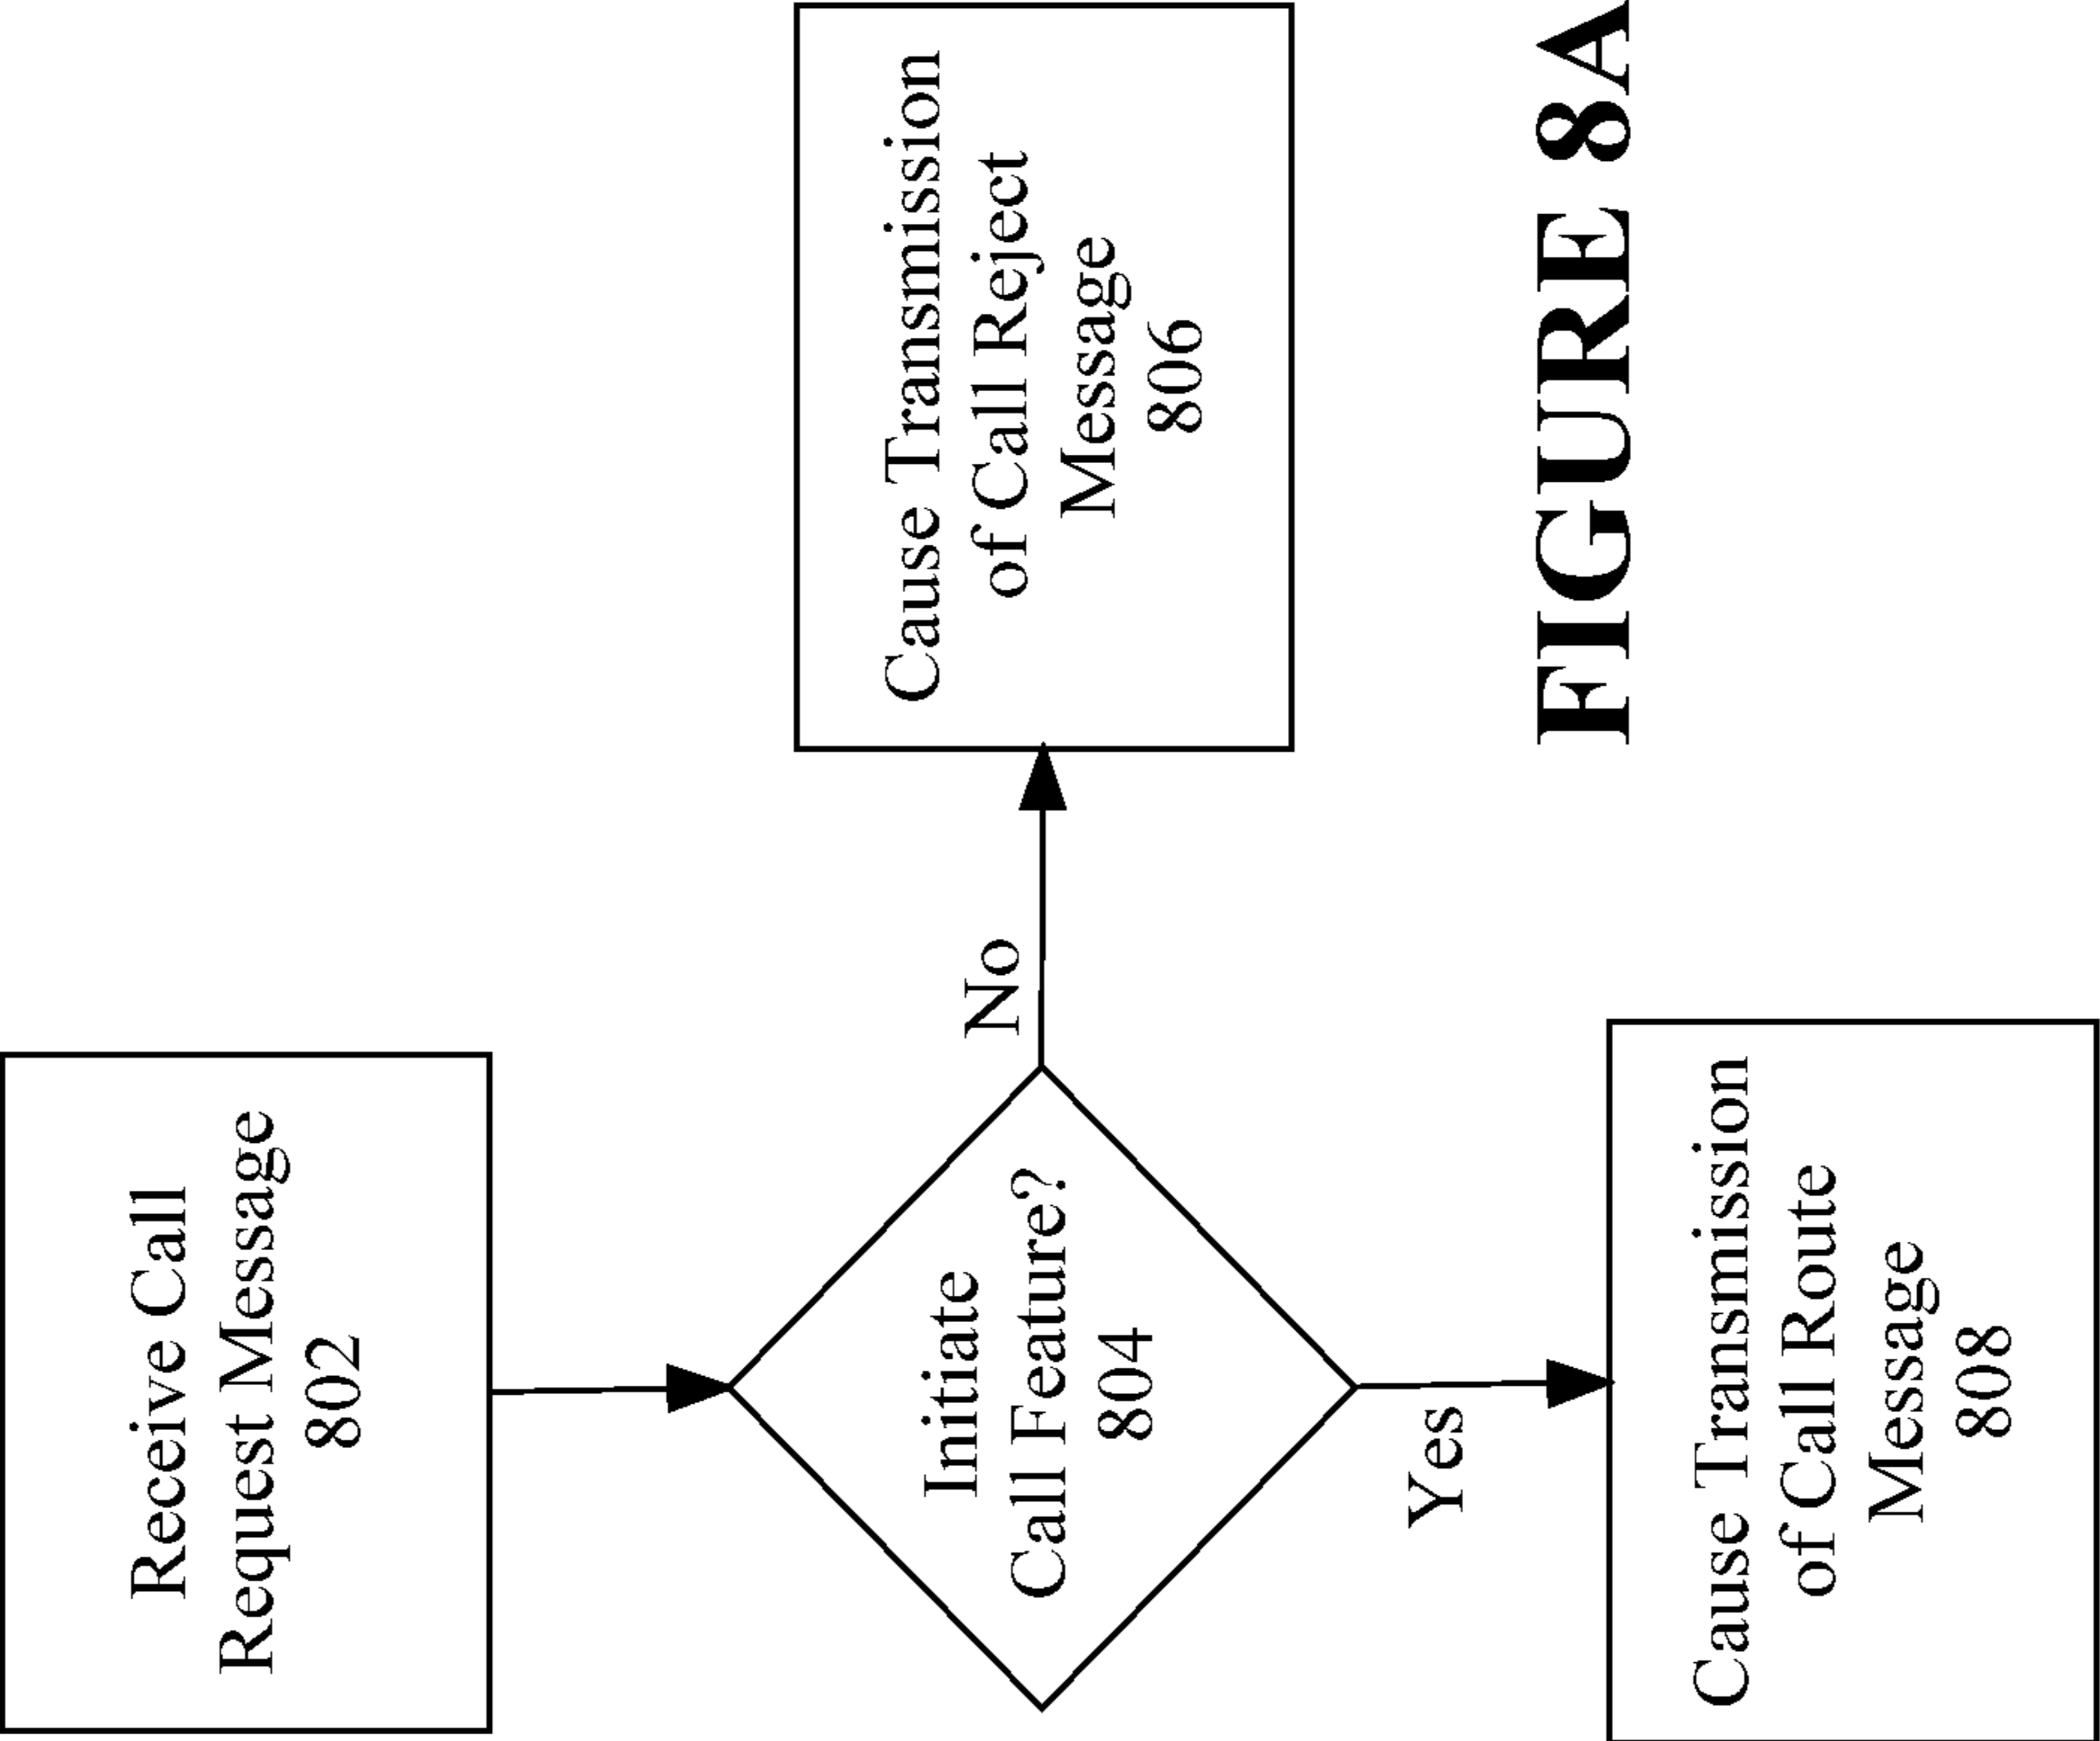 Receive Call
Request Message
802
Initiate
Call Feature?
804
No
Cause Transmission
of Call Reject
Message
806
Yes
Cause Transmission
of Call Route
Message
808
FIGURE 8A